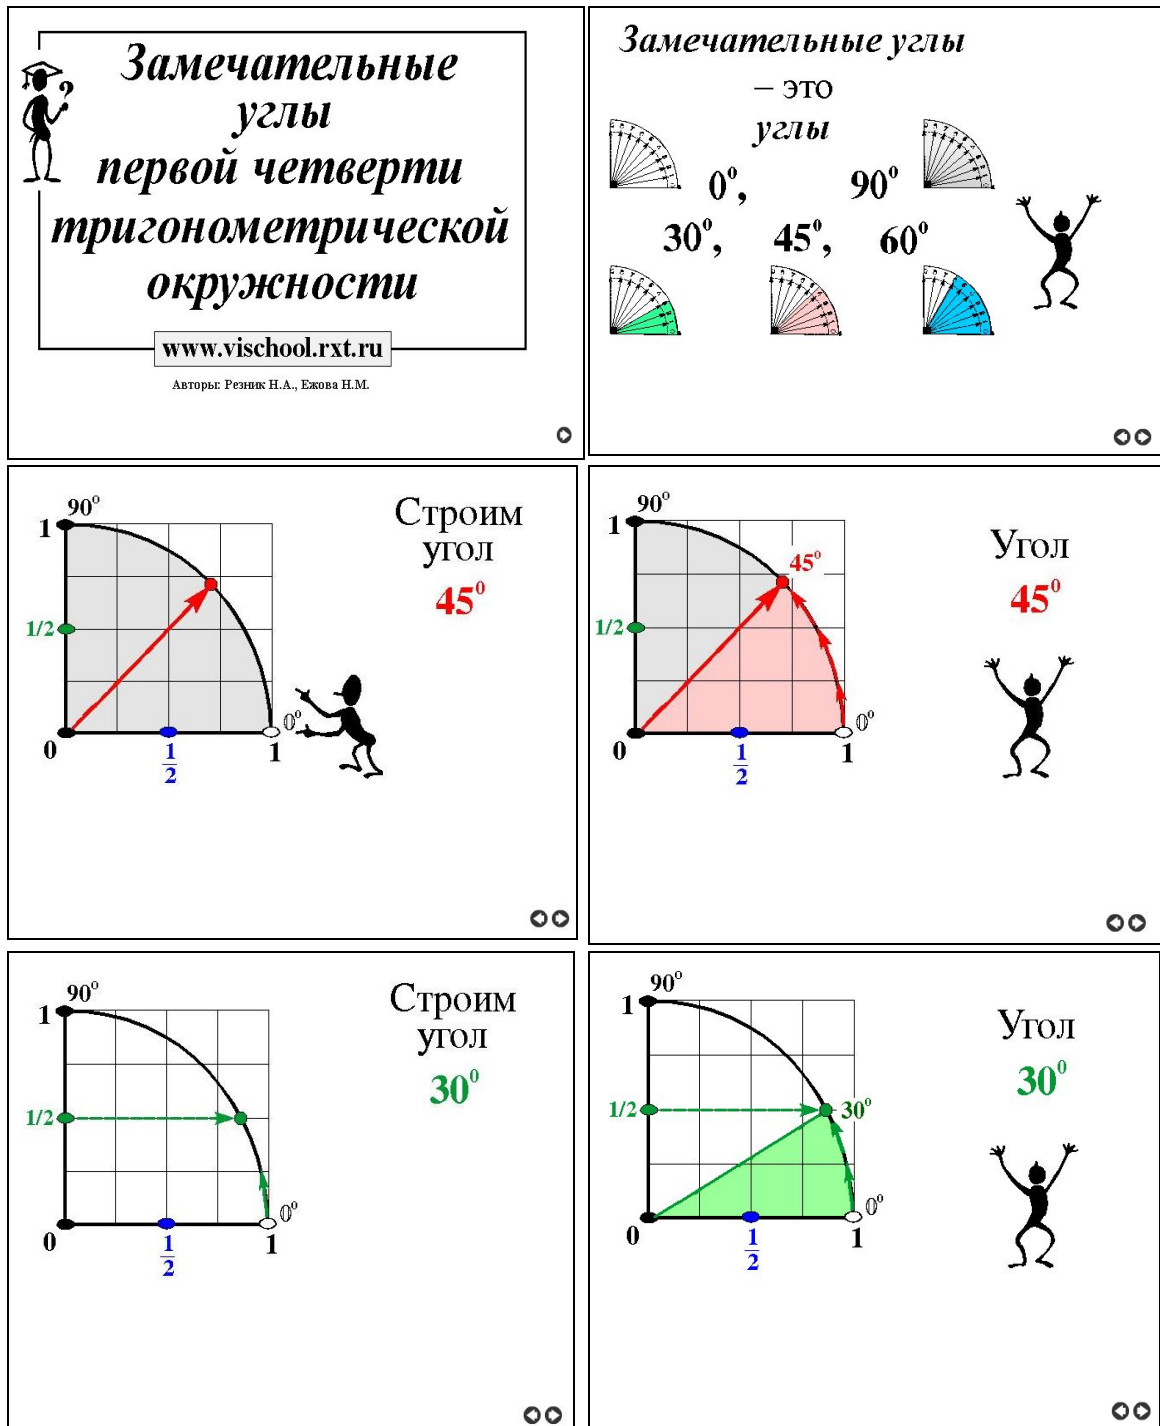 Замечательные
углы
первой четверти
тригонометрической
окружности
www.vischool.rxt.ru
Авторы: Резник Н.А., Ежова Н.М.
Замечательные углы
– это
углы
0°, 90°
30°, 45°, 60°
Строим
угол
45°
90°
1
1/2
0
1/2
1
0°
Угол
45°
90°
1
45°
1/2
0
1/2
1
0°
Строим
угол
30°
90°
1
1/2
0
1/2
1
0°
Угол
30°
90°
1
1/2
30°
0
1/2
1
0°